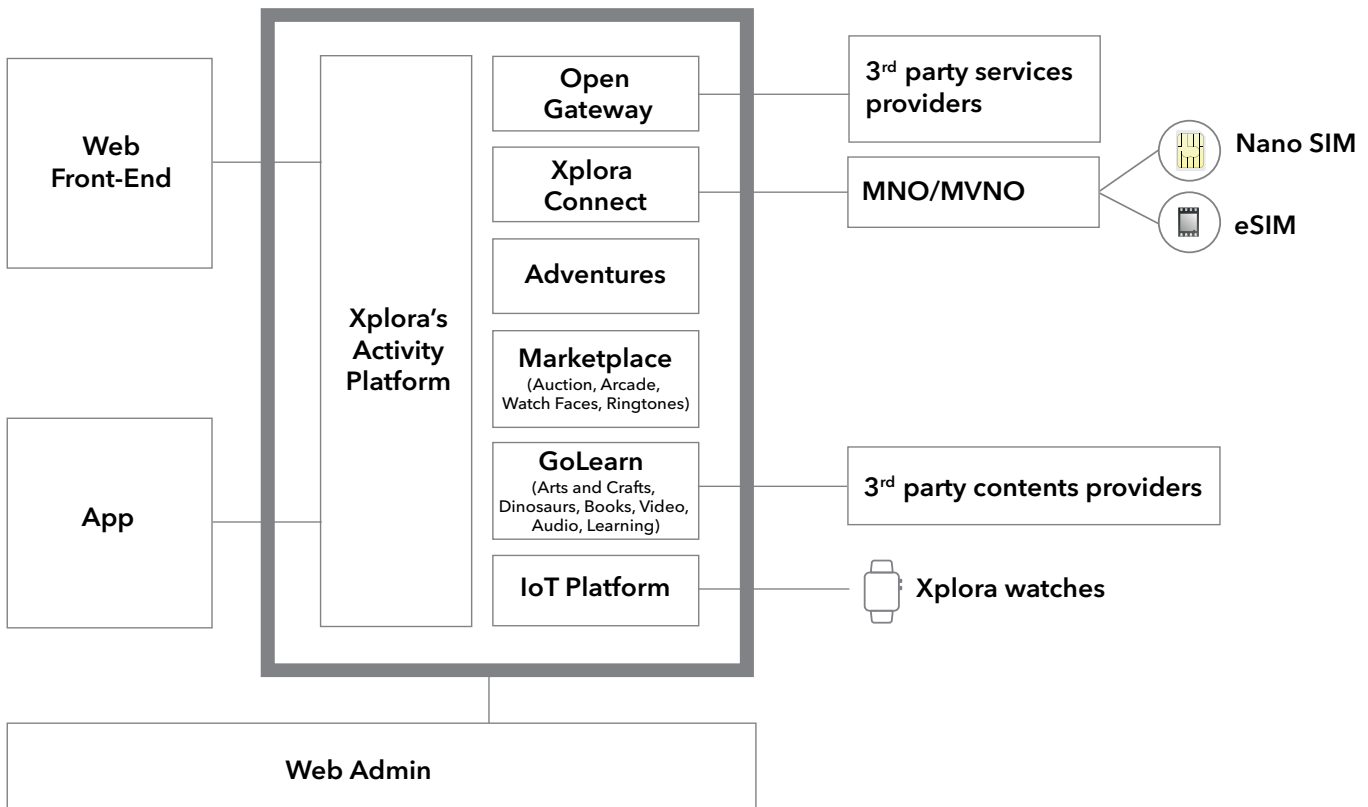 Web
Front-End
App
Xplora’s
Activity
Platform
Open
Gateway
Xplora
Connect
Adventures
Marketplace
(Auction, Arcade,
Watch Faces, Ringtones)
GoLearn
(Arts and Crafts,
Dinosaurs, Books, Video,
Audio, Learning)
IoT Platform
3rd party services
providers
MNO/MVNO
Nano SIM
eSIM
3rd party contents providers
Xplora watches
Web Admin